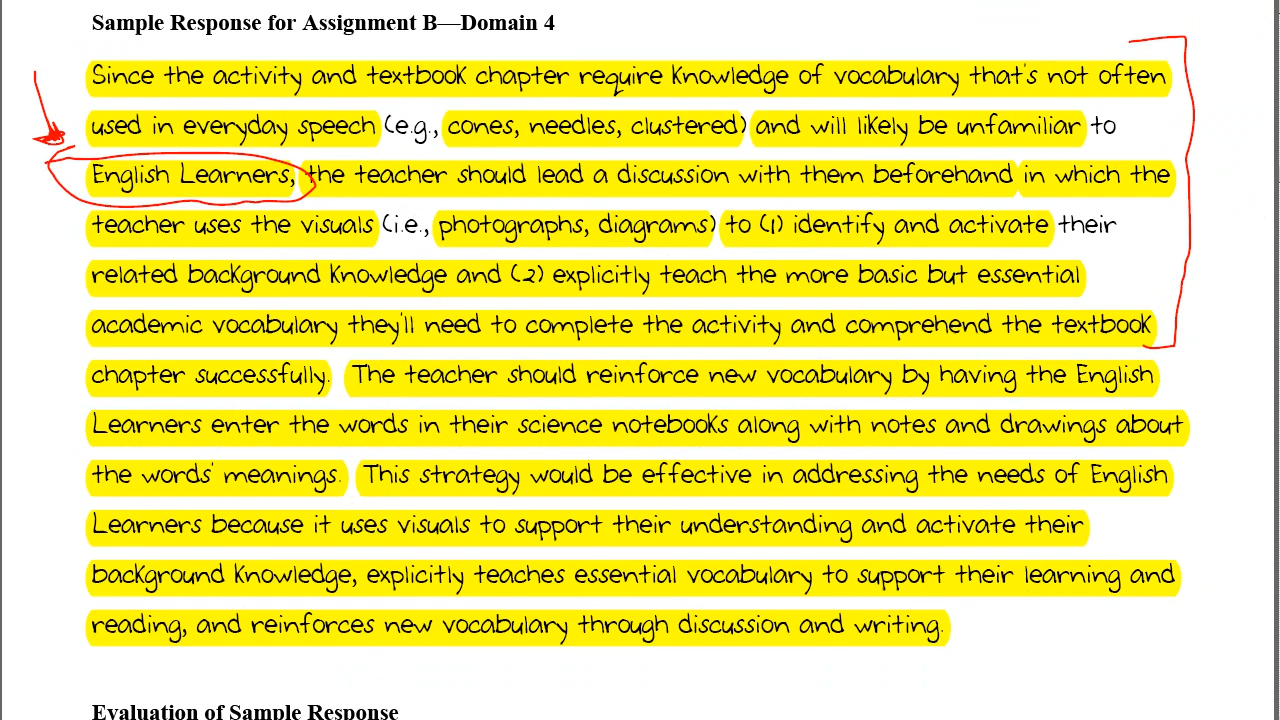 Sample Response for Assignment B—Domain 4
Since the activity and textbook chapter require knowledge of vocabulary that's not often
used in everyday speech (e.g., cones, needles, clustered) and will likely be unfamiliar to
English Learners, the teacher should lead a discussion with them beforehand in which the
teacher uses the visuals (i.e., photographs, diagrams) to (1) identify and activate their
related background knowledge and (2) explicitly teach the more basic but essential
academic vocabulary they'll need to complete the activity and comprehend the textbook
chapter successfully. The teacher should reinforce new vocabulary by having the English
Learners enter the words in their science notebooks along with notes and drawings about
the words' meanings. This strategy would be effective in addressing the needs of English
Learners because it uses visuals to support their understanding and activate their
background knowledge, explicitly teaches essential vocabulary to support their learning and
reading, and reinforces new vocabulary through discussion and writing.
Evaluation of Sample Response